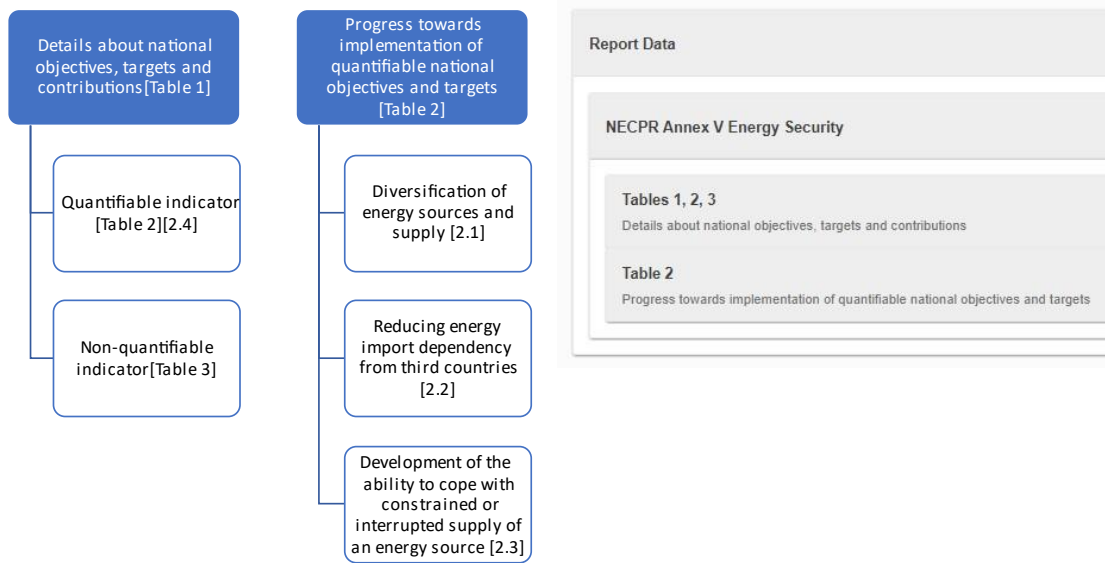 Details about national
objectives, targets and
contributions[Table 1]
Quantifiable indicator
[Table 2][2.4]
Non-quantifiable
indicator[Table 3]
Progress towards
implementation of
quantifiable national
objectives and targets
[Table 2]
Diversification of
energy sources and
supply [2.1]
Reducing energy
import dependency
from third countries
[2.2]
Development of the
ability to cope with
constrained or
interrupted supply of
an energy source [2.3]
Report Data
NECPR Annex V Energy Security
Tables 1, 2, 3
Details about national objectives, targets and contributions
Table 2
Progress towards implementation of quantifiable national objectives and targets